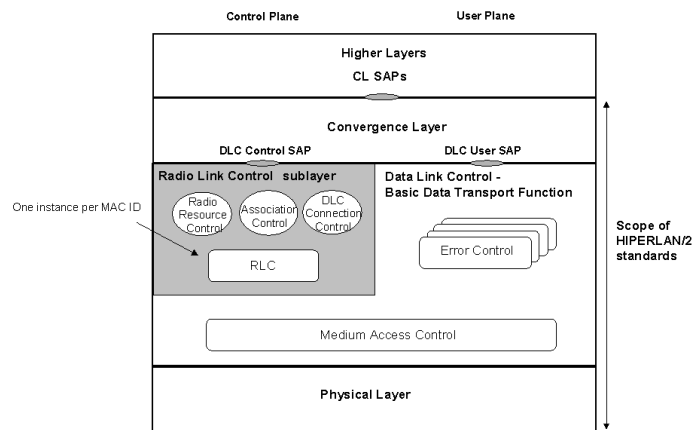 Control Plane
User Plane
Higher Layers
CL SAPs
Convergence Layer
DLC Control SAP
DLC User SAP
Radio Link Control sublayer
Data Link Control -
Basic Data Transport Function
Radio
Resource
Control
Association
Control
DLC
Connection
Control
One instance per MAC ID
RLC
Error Control
Scope of
HIPERLAN/2
standards
Medium Access Control
Physical Layer